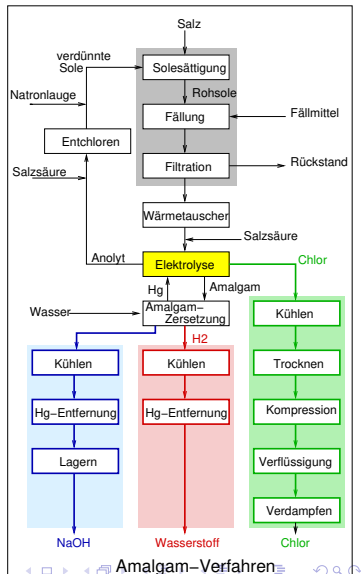 Salz
verdünnte
Sole
Solesättigung
Rohsole
Natronlauge
Fällung
Fällmittel
Entchloren
Filtration
Rückstand
Salzsäure
Wärmetauscher
Salzsäure
Anolyt
Elektrolyse
Chlor
Hg
Amalgam
Wasser
Amalgam-
Zersetzung
Kühlen
H2
Kühlen
Kühlen
Trocknen
Hg-Entfernung
Hg-Entfernung
Kompression
Lagern
Verflüssigung
Verdampfen
NaOH
Wasserstoff
Chlor
Amalgam-Verfahren